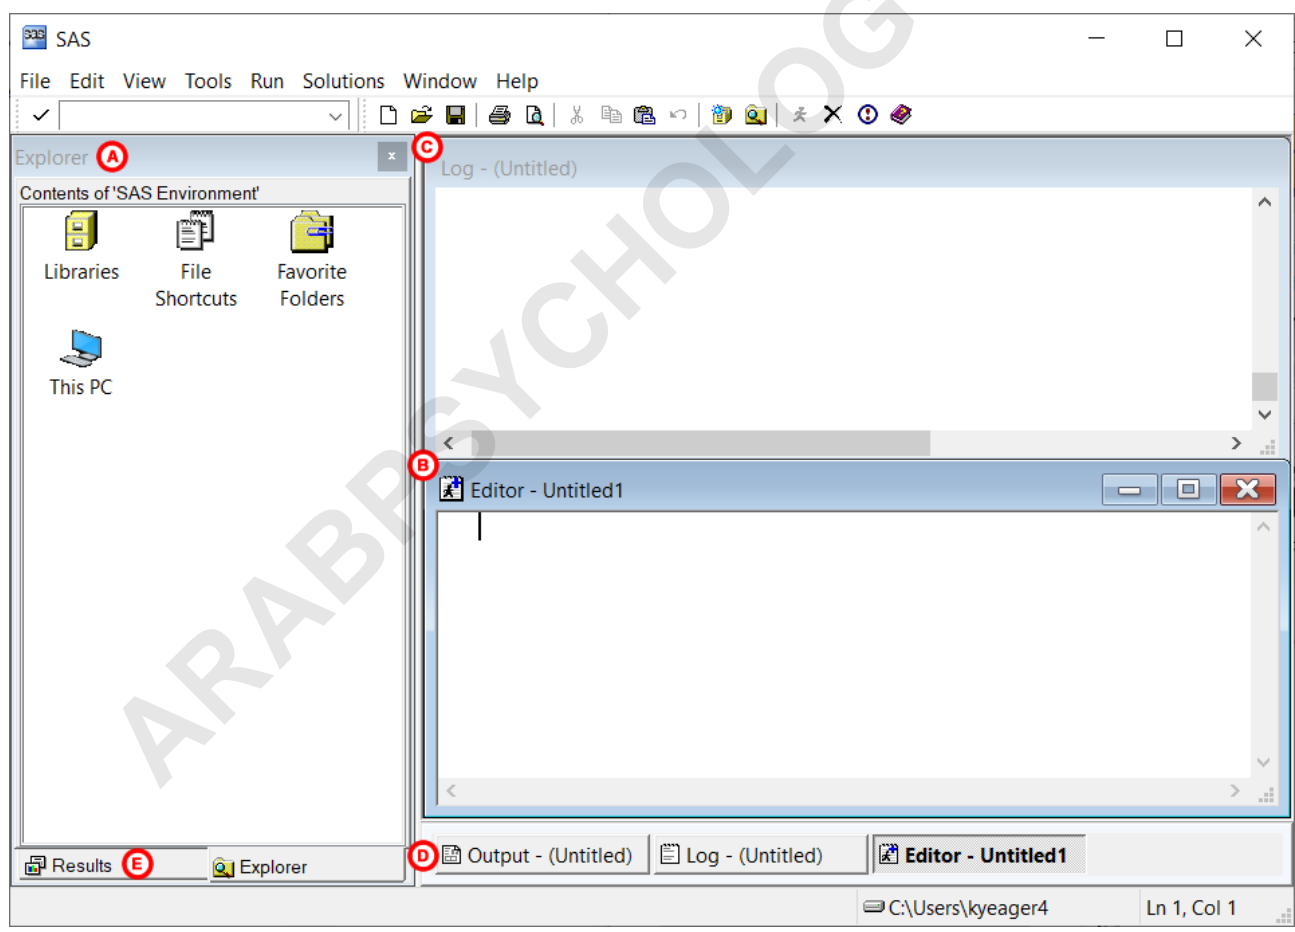 SAS
File Edit View Tools Run Solutions Window Help
Explorer A x
C
Log - (Untitled)
Contents of 'SAS Environment'
Libraries
File Shortcuts
Favorite Folders
This PC
B
Editor - Untitled1
Results E
Explorer
D
Output - (Untitled)
Log - (Untitled)
Editor - Untitled1
C:\Users\kyeager4
Ln 1, Col 1
ARABPSYCHOLOG